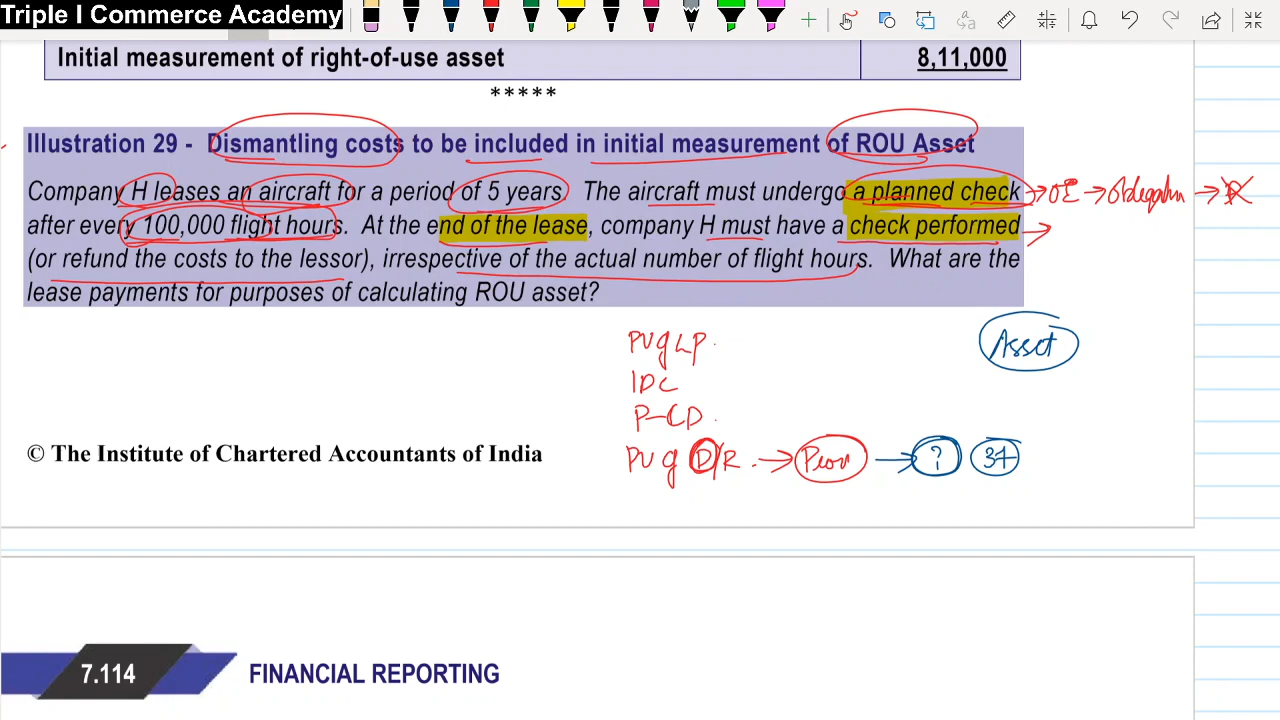 Triple I Commerce Academy
Initial measurement of right-of-use asset 8,11,000
*****
Illustration 29 - Dismantling costs to be included in initial measurement of ROU Asset
Company H leases an aircraft for a period of 5 years. The aircraft must undergo a planned check
after every 100,000 flight hours. At the end of the lease, company H must have a check performed
(or refund the costs to the lessor), irrespective of the actual number of flight hours. What are the
lease payments for purposes of calculating ROU asset?
PV of LP
Asset
IDC
P-CD
PV of D/R → Prov → ? 37
© The Institute of Chartered Accountants of India
7.114 FINANCIAL REPORTING